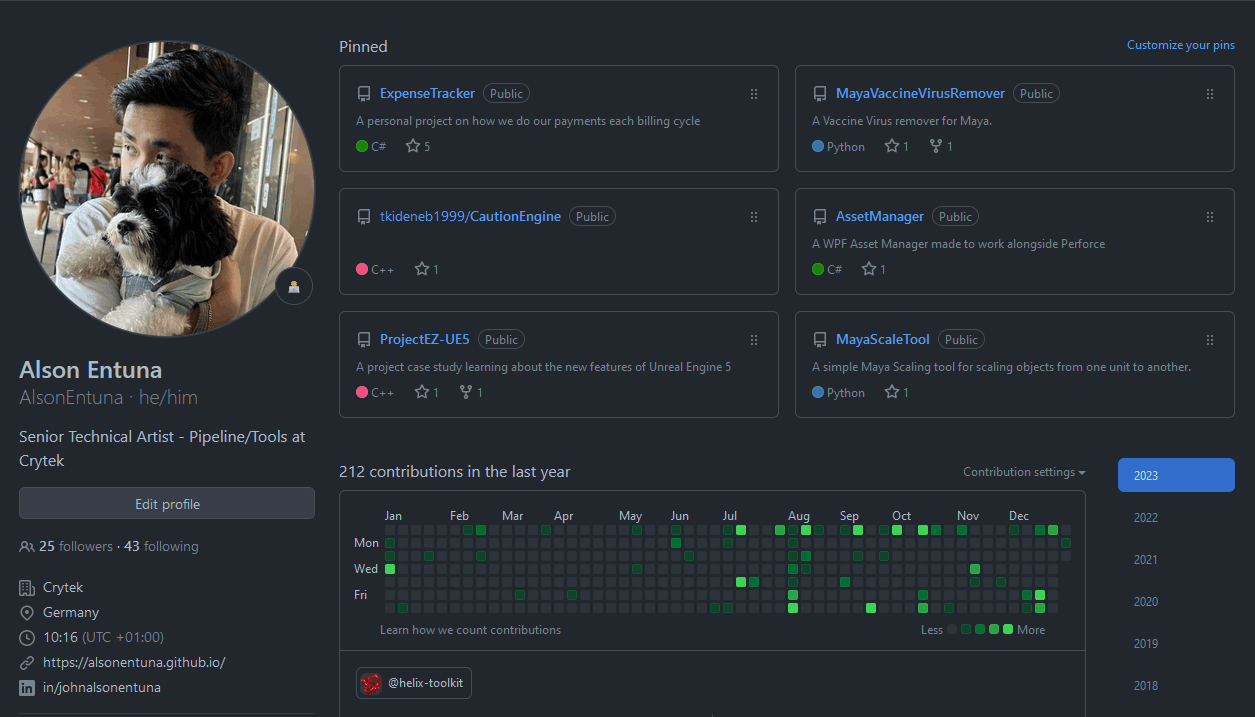 Pinned
Customize your pins
ExpenseTracker Public
A personal project on how we do our payments each billing cycle
C# 5
MayaVaccineVirusRemover Public
A Vaccine Virus remover for Maya.
Python 1 1
tkideneb1999/CautionEngine Public
C++ 1
AssetManager Public
A WPF Asset Manager made to work alongside Perforce
C# 1
ProjectEZ-UE5 Public
A project case study learning about the new features of Unreal Engine 5
C++ 1 1
MayaScaleTool Public
A simple Maya Scaling tool for scaling objects from one unit to another.
Python 1
Alson Entuna
AlsonEntuna · he/him
Senior Technical Artist - Pipeline/Tools at
Crytek
Edit profile
25 followers · 43 following
Crytek
Germany
10:16 (UTC +01:00)
https://alsonentuna.github.io/
in/johnalsonentuna
212 contributions in the last year
Contribution settings
Jan Feb Mar Apr May Jun Jul Aug Sep Oct Nov Dec
Mon
Wed
Fri
Learn how we count contributions
Less More
@helix-toolkit
2023
2022
2021
2020
2019
2018